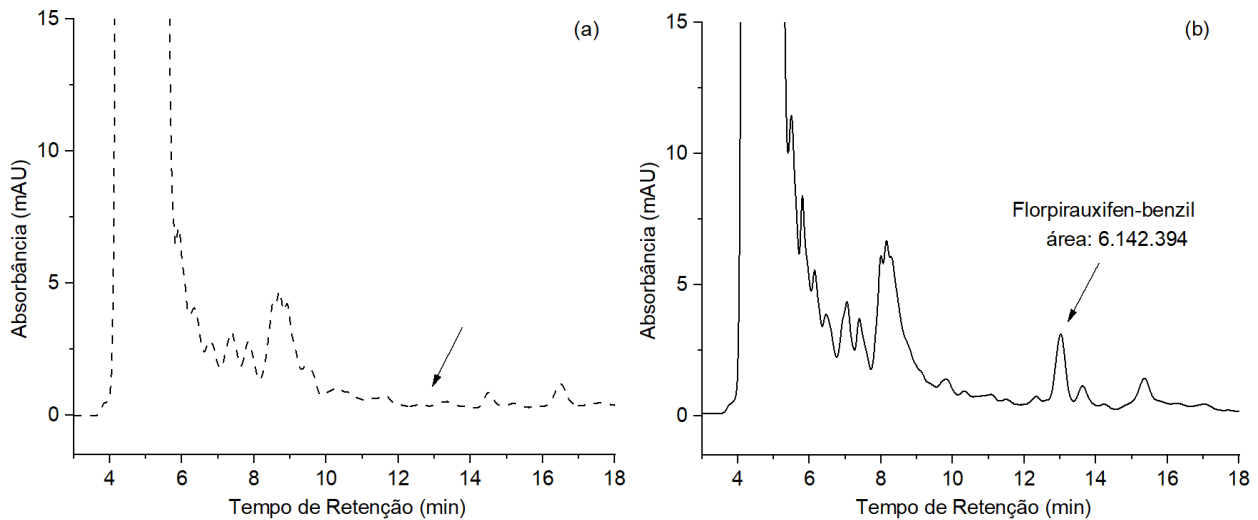 (a)
Absorbância (mAU)
15
10
5
0
4 6 8 10 12 14 16 18
Tempo de Retenção (min)
(b)
Absorbância (mAU)
15
10
5
0
Florpirauxifen-benzil
área: 6.142.394
4 6 8 10 12 14 16 18
Tempo de Retenção (min)